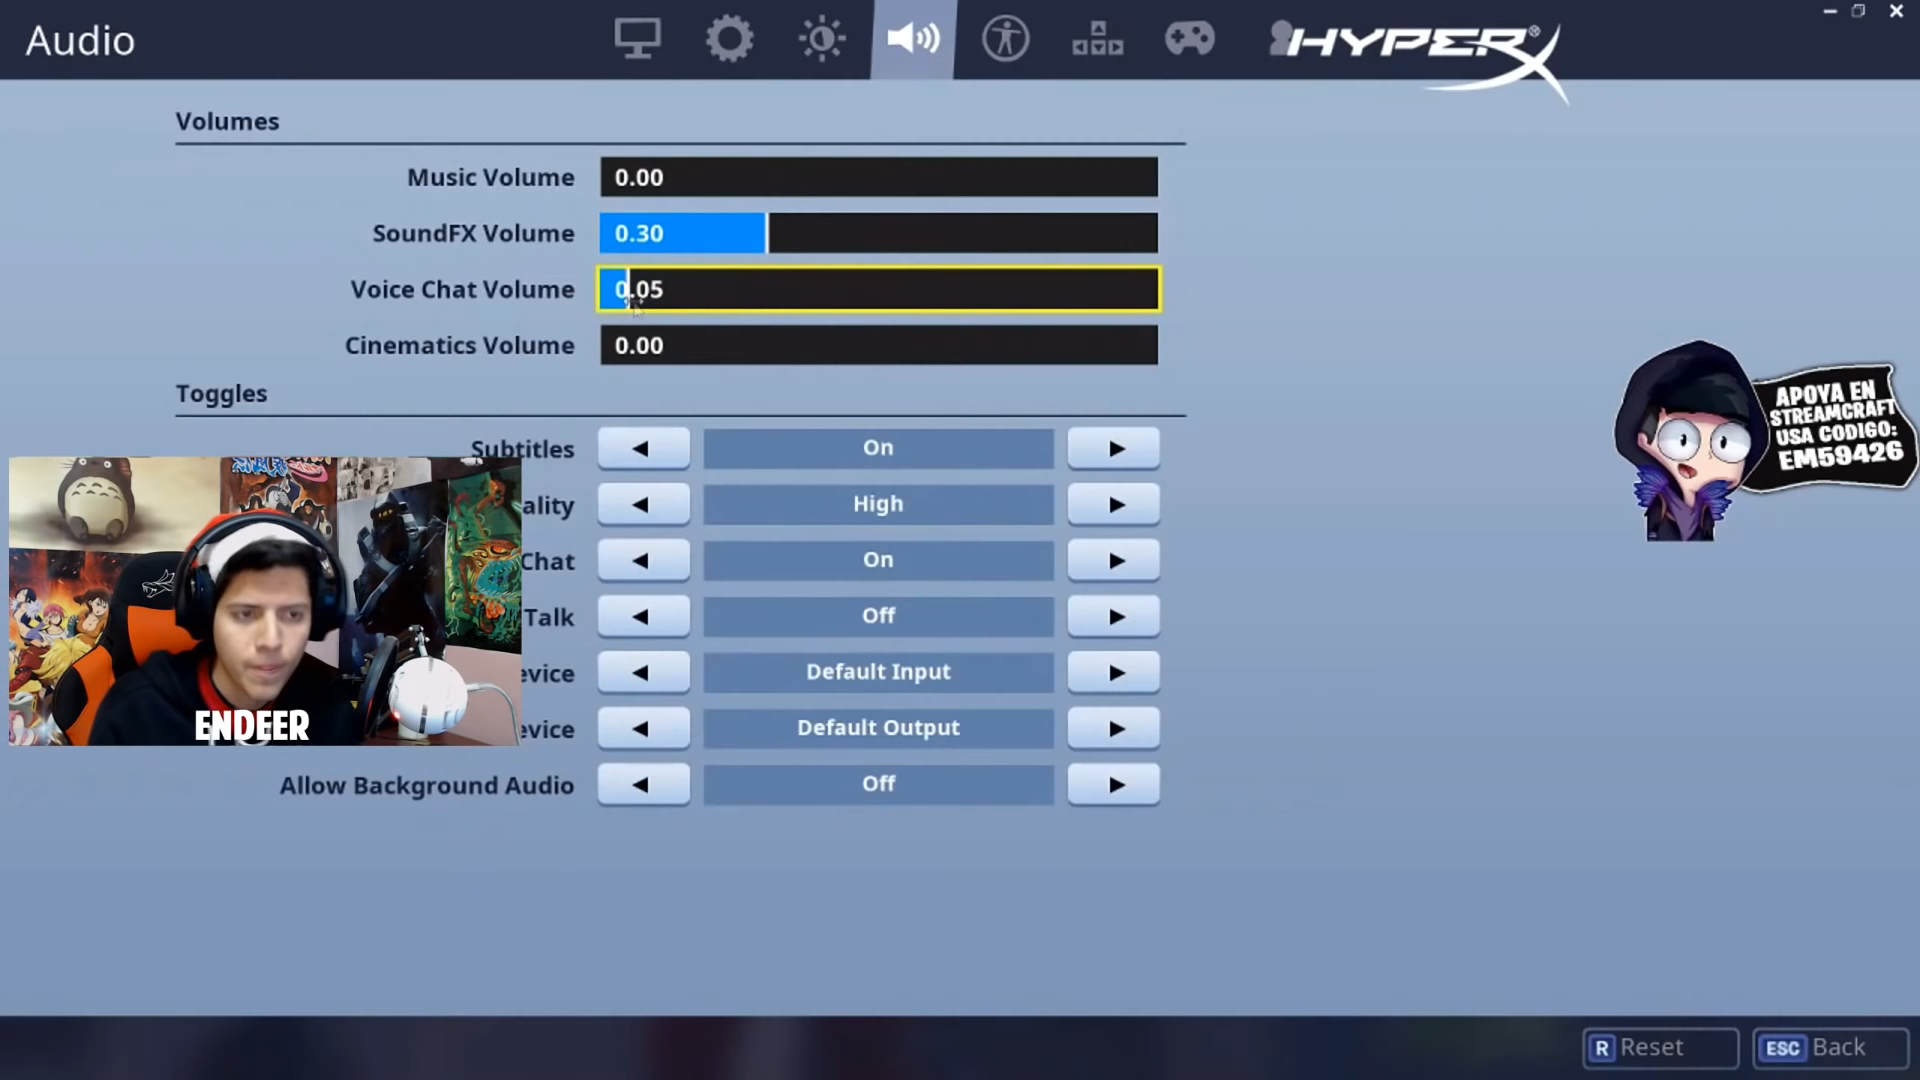 Audio
HYPERX®
Volumes
Music Volume 0.00
SoundFX Volume 0.30
Voice Chat Volume 0.05
Cinematics Volume 0.00
Toggles
Subtitles ◀ On ▶
ality ◀ High ▶
Chat ◀ On ▶
Talk ◀ Off ▶
evice ◀ Default Input ▶
evice ◀ Default Output ▶
Allow Background Audio ◀ Off ▶
ENDEER
APOYA EN
STREAMCRAFT
USA CODIGO:
EM59426
R Reset
ESC Back